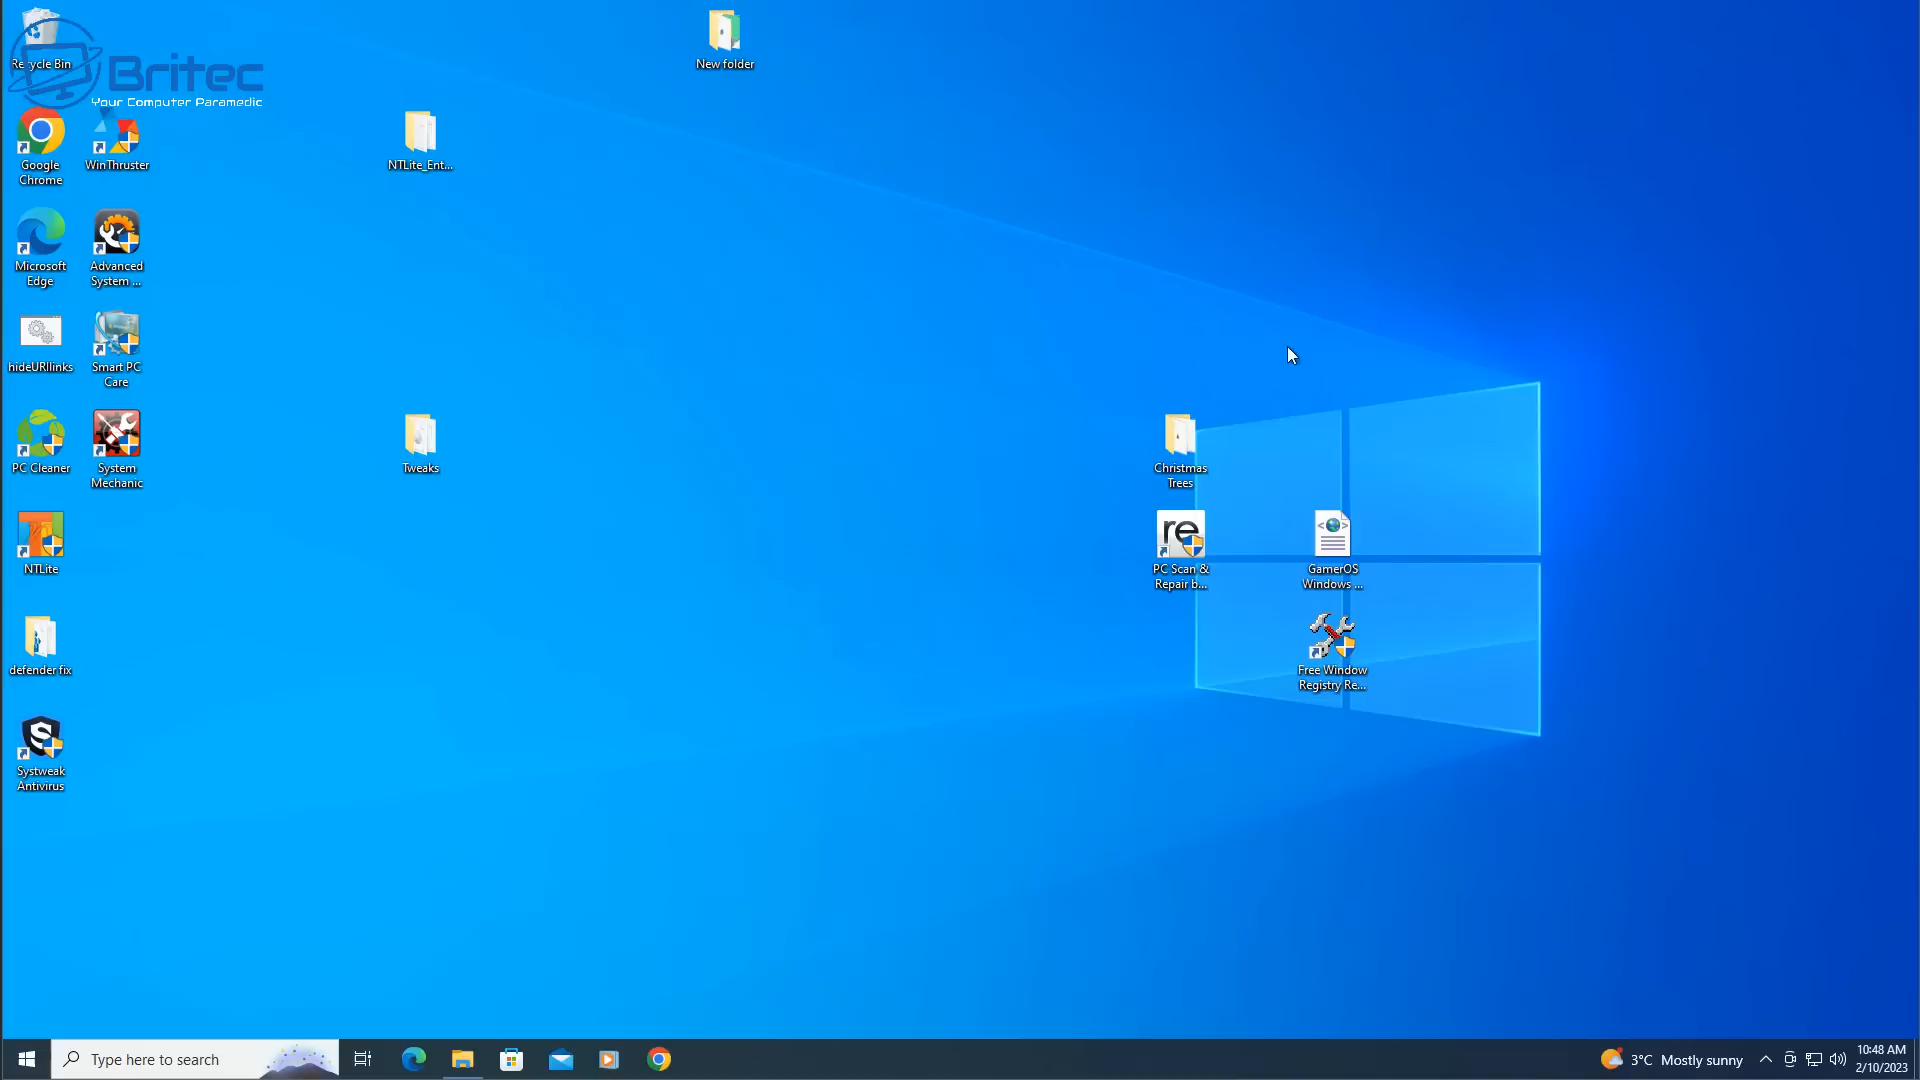 Recycle Bin
Britec
Your Computer Paramedic
New folder
Google
Chrome
WinThruster
NTLite_Ent...
Microsoft
Edge
Advanced
System ...
hideURIlinks
Smart PC
Care
PC Cleaner
System
Mechanic
Tweaks
Christmas
Trees
NTLite
re
PC Scan &
Repair b...
GamerOS
Windows ...
defender fix
Free Window
Registry Re...
S
Systweak
Antivirus
Type here to search
3°C Mostly sunny
10:48 AM
2/10/2023